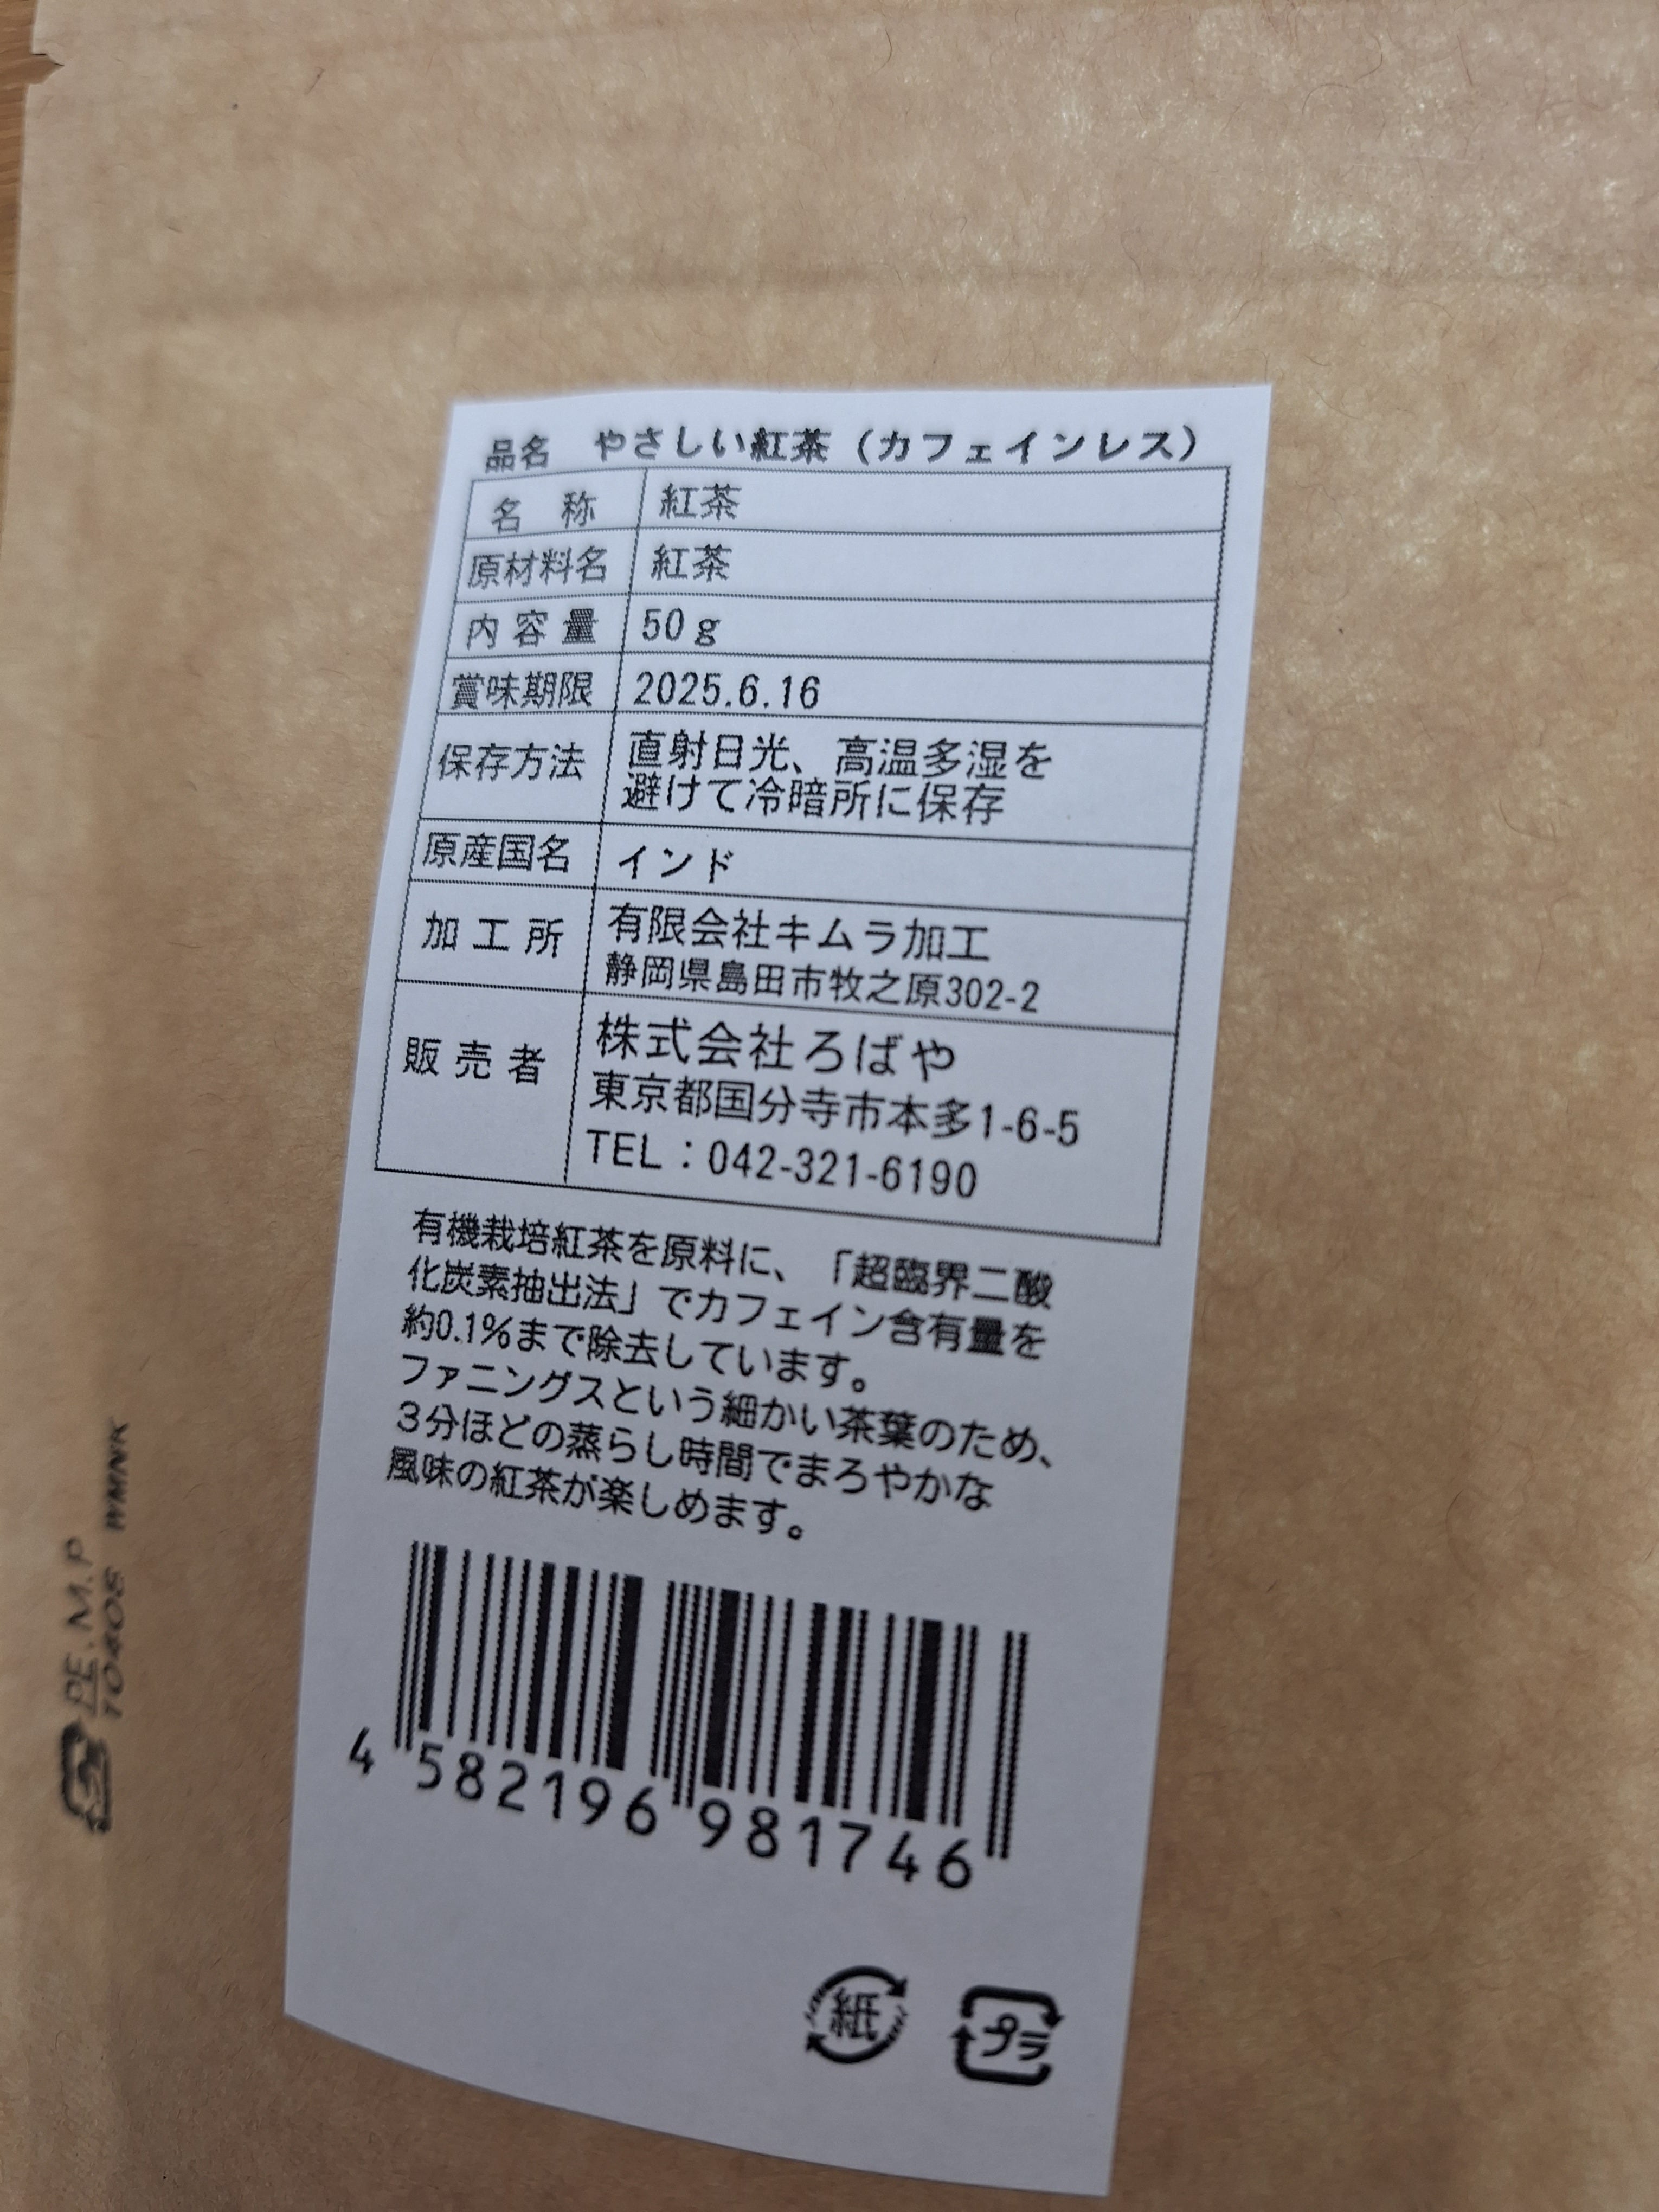 品名 やさしい紅茶（カフェインレス）
名 称 紅茶
原材料名 紅茶
内容量 50g
賞味期限 2025.6.16
保存方法 直射日光、高温多湿を
避けて冷暗所に保存
原産国名 インド
加工所 有限会社キムラ加工
静岡県島田市牧之原302-2
販売者 株式会社ろばや
東京都国分寺市本多1-6-5
TEL：042-321-6190
有機栽培紅茶を原料に、「超臨界二酸
化炭素抽出法」でカフェイン含有量を
約0.1%まで除去しています。
ファニングスという細かい茶葉のため、
３分ほどの蒸らし時間でまろやかな
風味の紅茶が楽しめます。
4 582196 981746
紙 プラ
PE.M.P